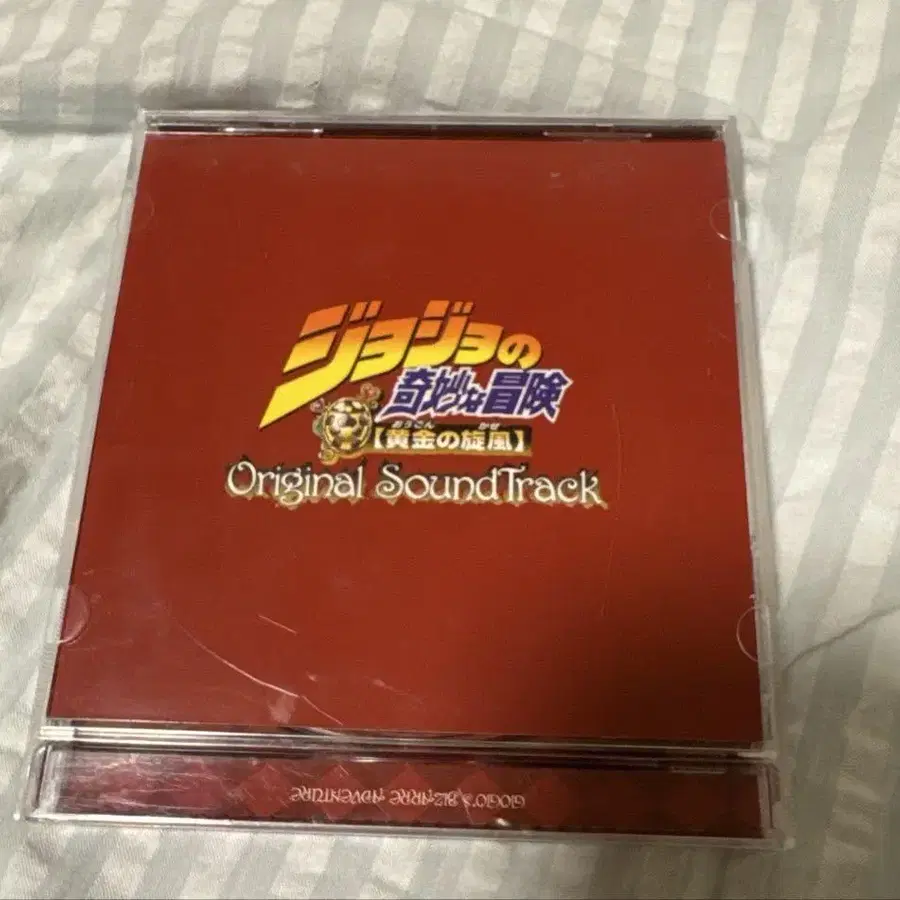 ジョジョの
奇妙な冒険
おうごん かぜ
【黄金の旋風】
Original SoundTrack
GIOGIO'S BIZARRE ADVENTURE